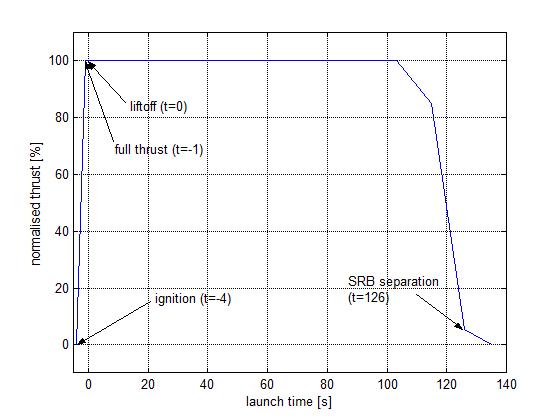 100
80
60
40
20
0
normalised thrust [%]
liftoff (t=0)
full thrust (t=-1)
ignition (t=-4)
SRB separation
(t=126)
0 20 40 60 80 100 120 140
launch time [s]